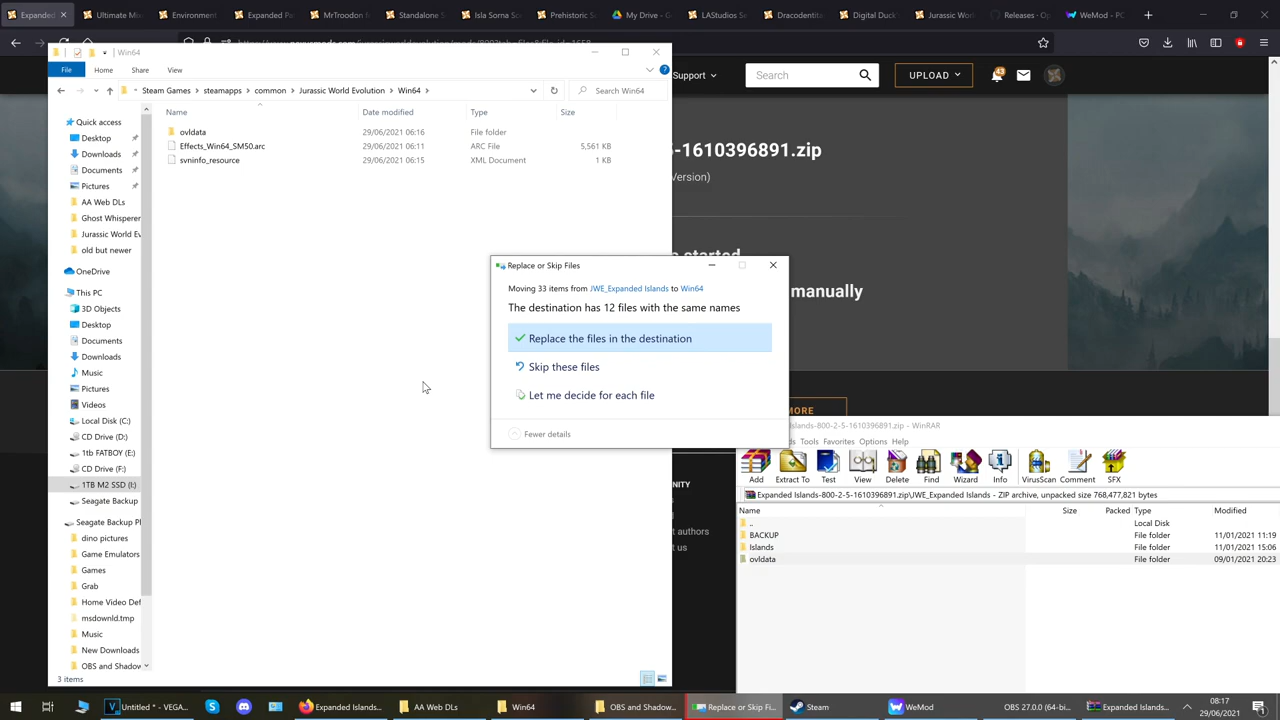 Expanded
Expanded
MrTroodon f
Standalone S
Isla Sorna S
My Drive - G
LAStudios
Dracodentita
Digital Duck
Jurassic Worl
Releases - Op
WeMod - PC
Win64
File Home Share View
Steam Games > steamapps > common > Jurassic World Evolution > Win64 >
Search Win64
Name Date modified Type Size
ovldata 29/06/2021 06:16 File folder
Effects_Win64_SM50.arc 29/06/2021 06:11 ARC File 5,561 KB
svninfo_resource 29/06/2021 06:15 XML Document 1 KB
Quick access
Desktop
Downloads
Documents
Pictures
AA Web DLs
Ghost Whisperer
Jurassic World Ev
old but newer
OneDrive
This PC
3D Objects
Desktop
Documents
Downloads
Music
Pictures
Videos
Local Disk (C:)
CD Drive (D:)
1tb FATBOY (E:)
CD Drive (F:)
1TB M2 SSD (I:)
Seagate Backup
Seagate Backup Pl
dino pictures
Game Emulators
Games
Grab
Home Video Def
msdownld.tmp
Music
New Downloads
OBS and Shadow
3 items
Support
Search
UPLOAD
43
5-1610396891.zip
Version)
started
manually
MORE
NITY
t authors
t us
Replace or Skip Files
Moving 33 items from JWE_Expanded Islands to Win64
The destination has 12 files with the same names
Replace the files in the destination
Skip these files
Let me decide for each file
Fewer details
Islands-800-2-5-1610396891.zip - WinRAR
ds Tools Favorites Options Help
Add Extract To Test View Delete Find Wizard Info VirusScan Comment SFX
Expanded Islands-800-2-5-1610396891.zip\JWE_Expanded Islands - ZIP archive, unpacked size 768,477,821 bytes
Name Size Packed Type Modified
.. Local Disk
BACKUP File folder 11/01/2021 11:19
Islands File folder 11/01/2021 15:06
ovldata File folder 09/01/2021 20:23
Untitled * - VEGA...
Expanded Islands ...
AA Web DLs
Win64
OBS and Shado...
Replace or Skip Fi...
Steam
WeMod
OBS 27.0.0 (64-bi...
Expanded Islands-...
08:17
29/06/2021
1